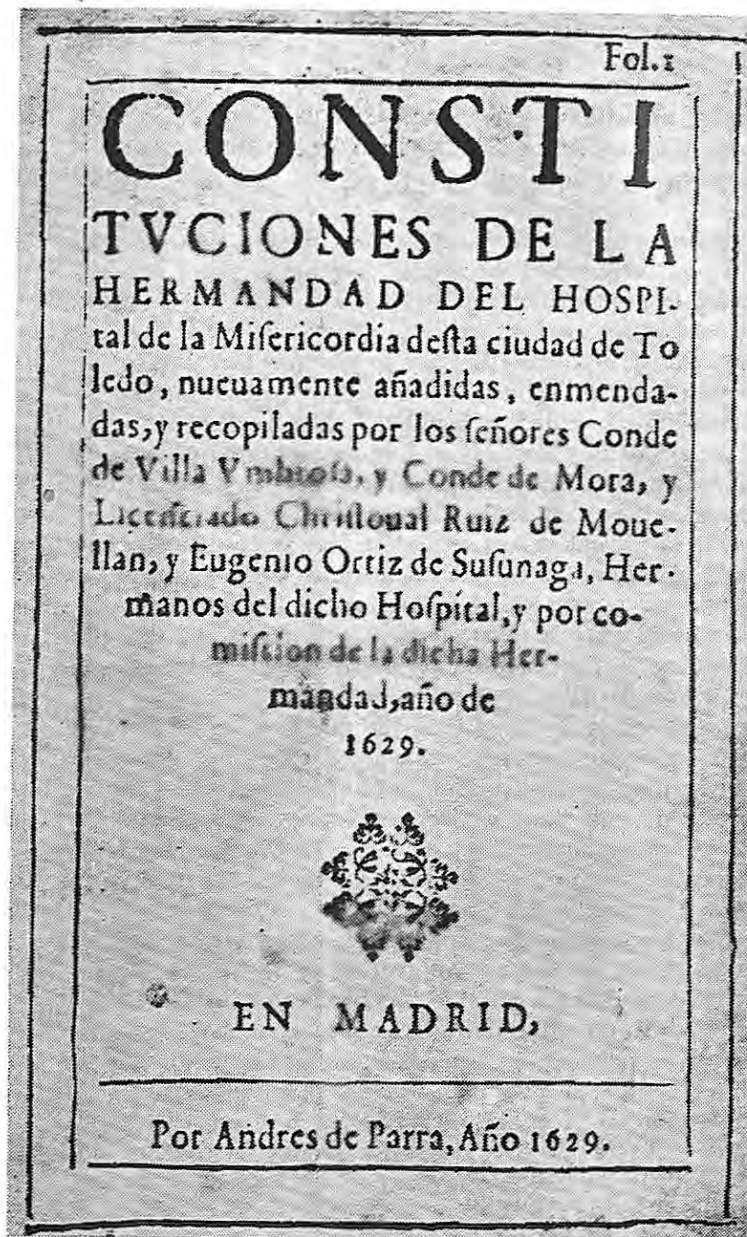 Fol.1
CONSTI
TVCIONES DE LA
HERMANDAD DEL HOSPI-
tal de la Miſericordia deſta ciudad de To
ledo, nueuamente añadidas, enmenda-
das, y recopiladas por los ſeñores Conde
de Villa Vmbroſa, y Conde de Mora, y
Licenciado Chriſtoual Ruiz de Moue-
llan, y Eugenio Ortiz de Suſunaga, Her-
manos del dicho Hoſpital, y por co-
miſsion de la dicha Her-
mandad, año de
1629.
EN MADRID,
Por Andres de Parra, Año 1629.